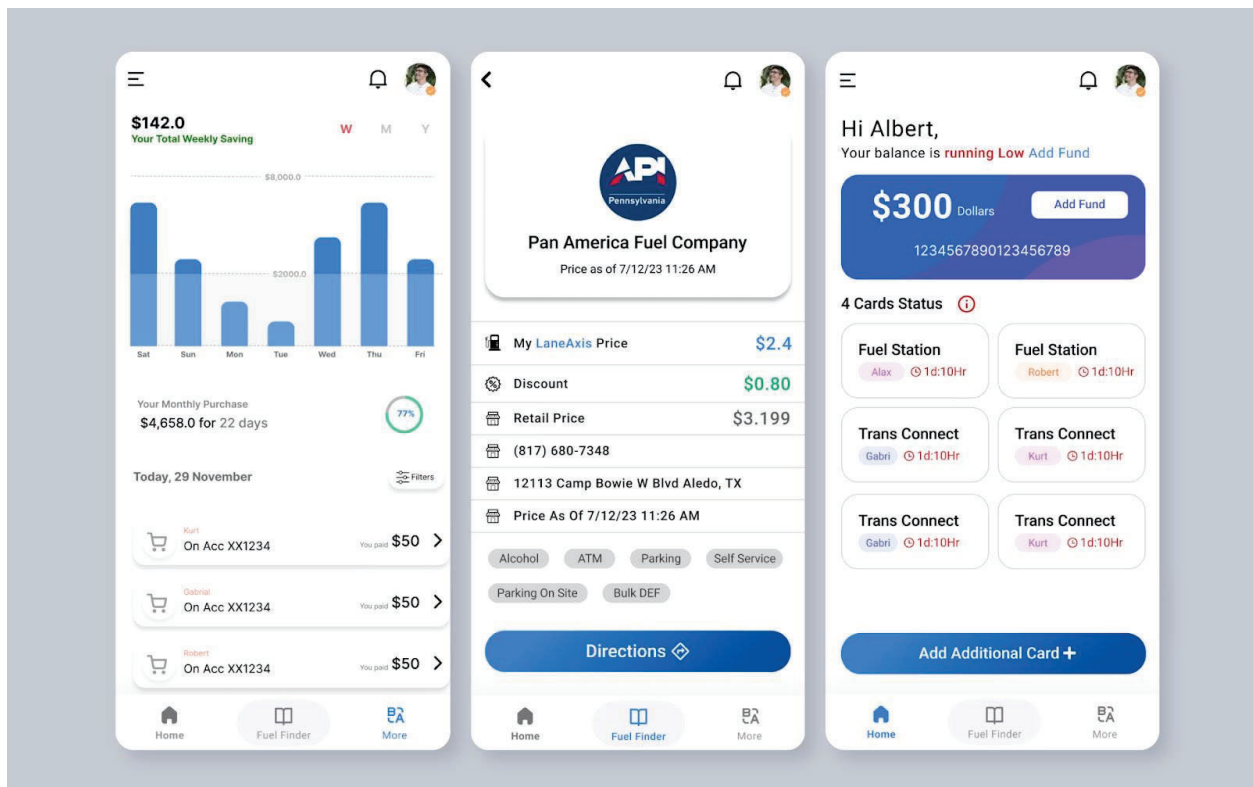 $142.0
Your Total Weekly Saving
W M Y
$8,000.0
$2000.0
Sat Sun Mon Tue Wed Thu Fri
Your Monthly Purchase
$4,658.0 for 22 days
77%
Today, 29 November
Filters
Kurt
On Acc XX1234
You paid $50
Gabrial
On Acc XX1234
You paid $50
Robert
On Acc XX1234
You paid $50
Home Fuel Finder More
API
Pennsylvania
Pan America Fuel Company
Price as of 7/12/23 11:26 AM
My LaneAxis Price $2.4
Discount $0.80
Retail Price $3.199
(817) 680-7348
12113 Camp Bowie W Blvd Aledo, TX
Price As Of 7/12/23 11:26 AM
Alcohol ATM Parking Self Service
Parking On Site Bulk DEF
Directions
Home Fuel Finder More
Hi Albert,
Your balance is running Low Add Fund
$300 Dollars Add Fund
1234567890123456789
4 Cards Status
Fuel Station Fuel Station
Alax 1d:10Hr Robert 1d:10Hr
Trans Connect Trans Connect
Gabri 1d:10Hr Kurt 1d:10Hr
Trans Connect Trans Connect
Gabri 1d:10Hr Kurt 1d:10Hr
Add Additional Card +
Home Fuel Finder More